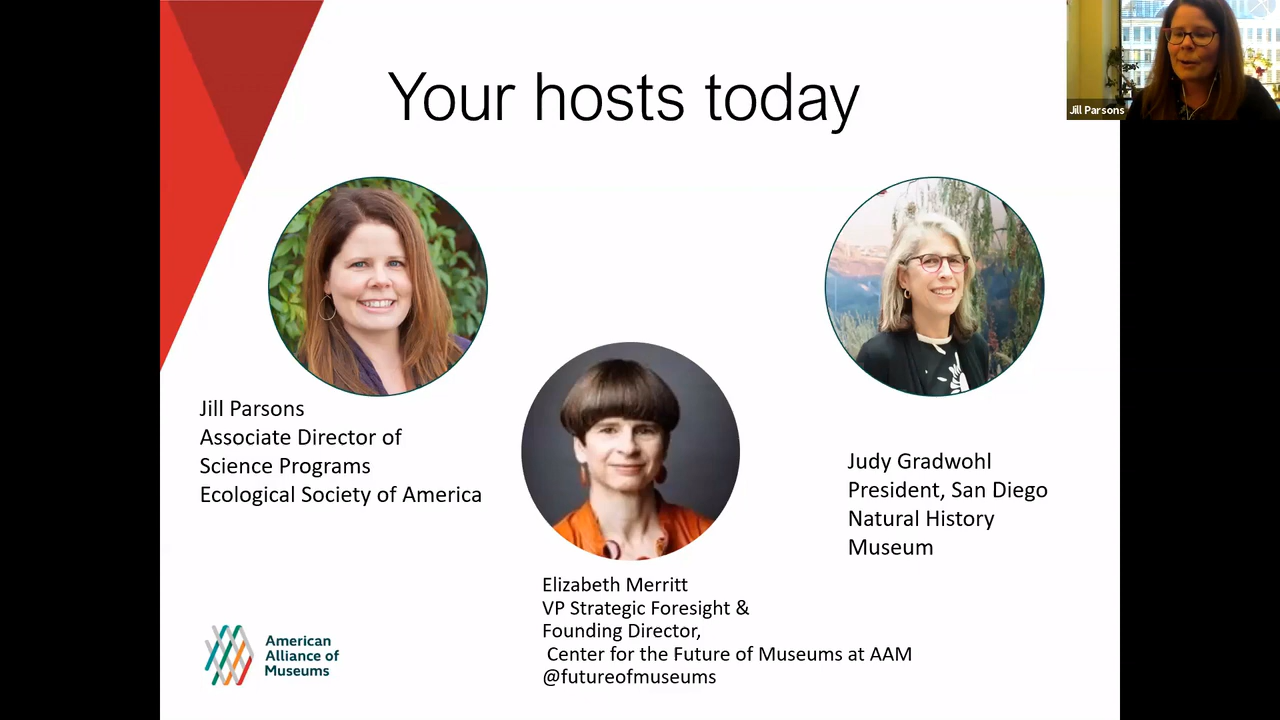 Your hosts today
Jill Parsons
Jill Parsons
Associate Director of
Science Programs
Ecological Society of America
Judy Gradwohl
President, San Diego
Natural History
Museum
Elizabeth Merritt
VP Strategic Foresight &
Founding Director,
Center for the Future of Museums at AAM
@futureofmuseums
American
Alliance of
Museums